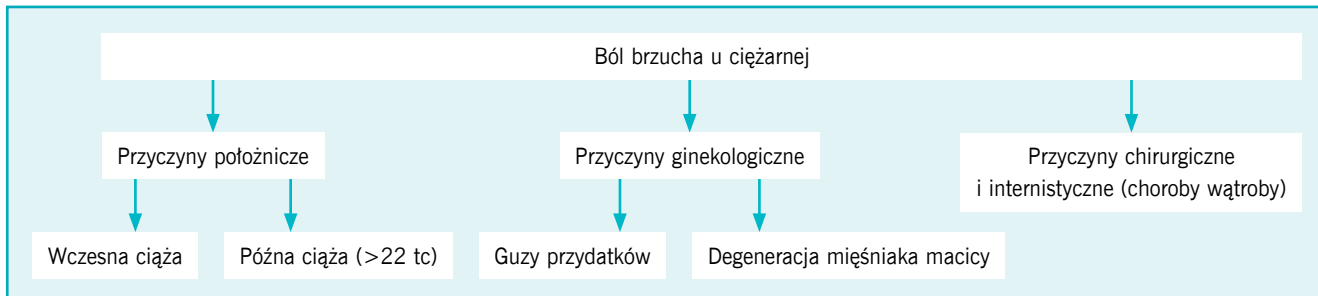 Ból brzucha u ciężarnej
Przyczyny położnicze
Przyczyny ginekologiczne
Przyczyny chirurgiczne
i internistyczne (choroby wątroby)
Wczesna ciąża
Późna ciąża (>22 tc)
Guzy przydatków
Degeneracja mięśniaka macicy